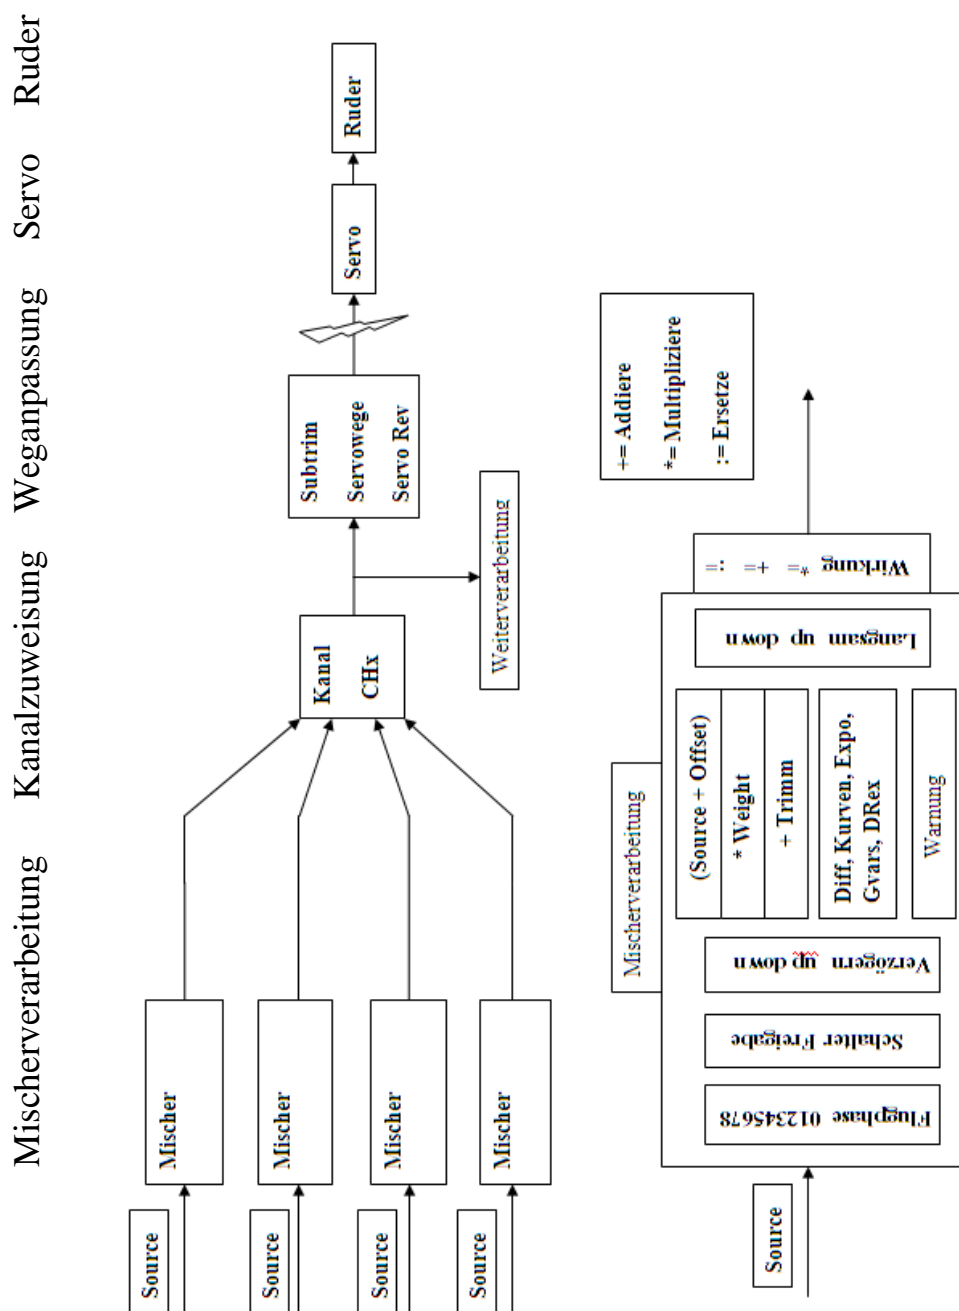 Mischerverarbeitung Kanalzuweisung Weganpassung Servo Ruder
Source
Mischer
Source
Mischer
Source
Mischer
Source
Mischer
Kanal
CHx
Weiterverarbeitung
Subtrim
Servowege
Servo Rev
Servo
Ruder
Source
Mischerverarbeitung
Flugphase 012345678
Schalter Freigabe
Verzögern up down
(Source + Offset)
* Weight
+ Trimm
Diff, Kurven, Expo,
Gvars, DRex
Warnung
Langsam up down
Wirkung *= += :=
+= Addiere
*= Multipliziere
:= Ersetze